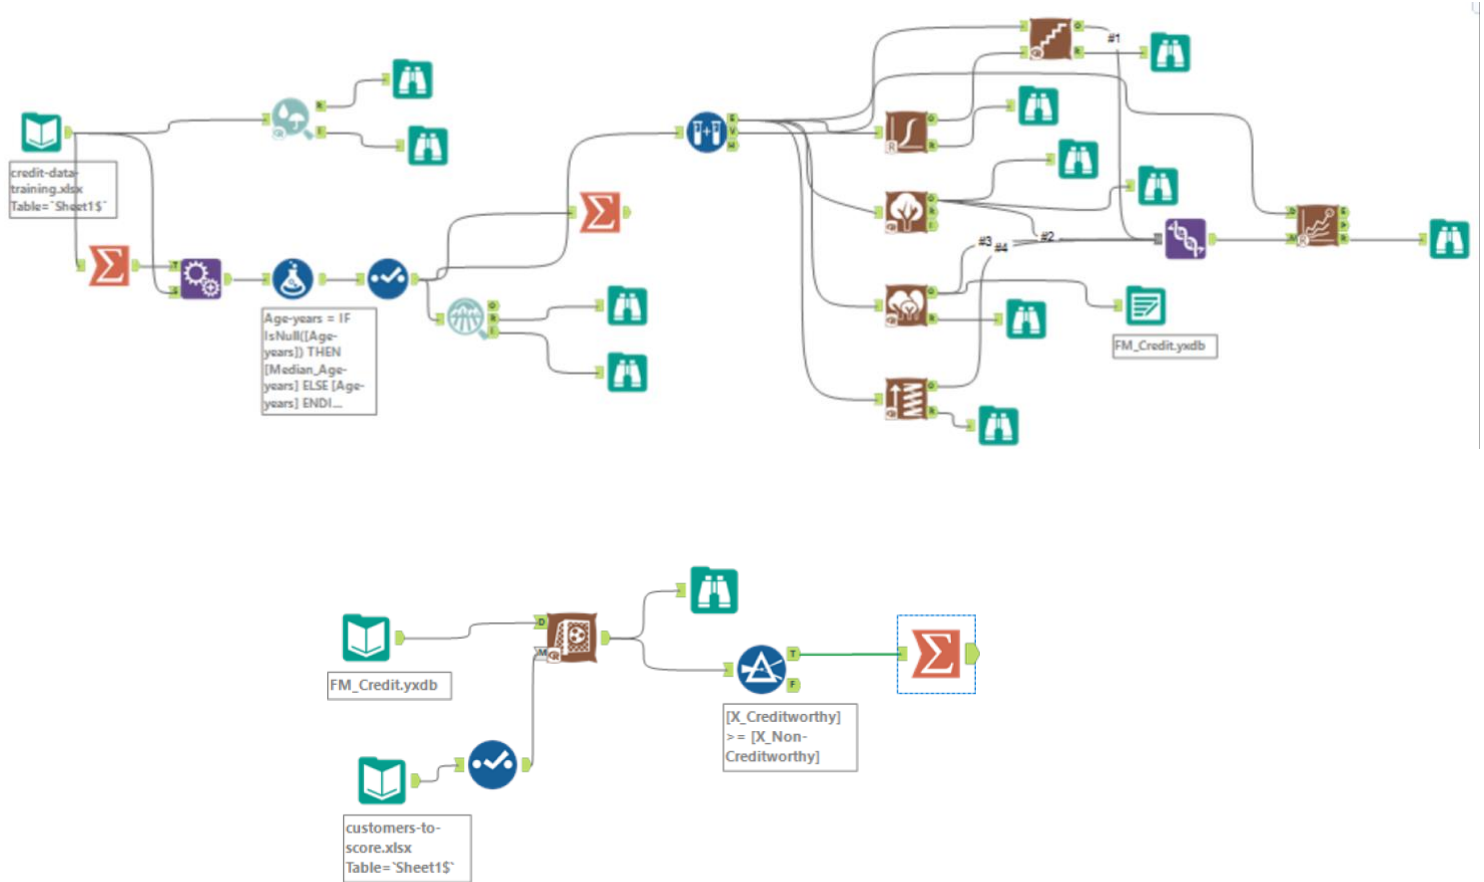 credit-data-
training.xlsx
Table=`Sheet1$`
Age-years = IF
IsNull([Age-
years]) THEN
[Median_Age-
years] ELSE [Age-
years] ENDI...
#1
#2
#3
#4
FM_Credit.yxdb
FM_Credit.yxdb
D
M
T
F
[X_Creditworthy]
>= [X_Non-
Creditworthy]
customers-to-
score.xlsx
Table=`Sheet1$`